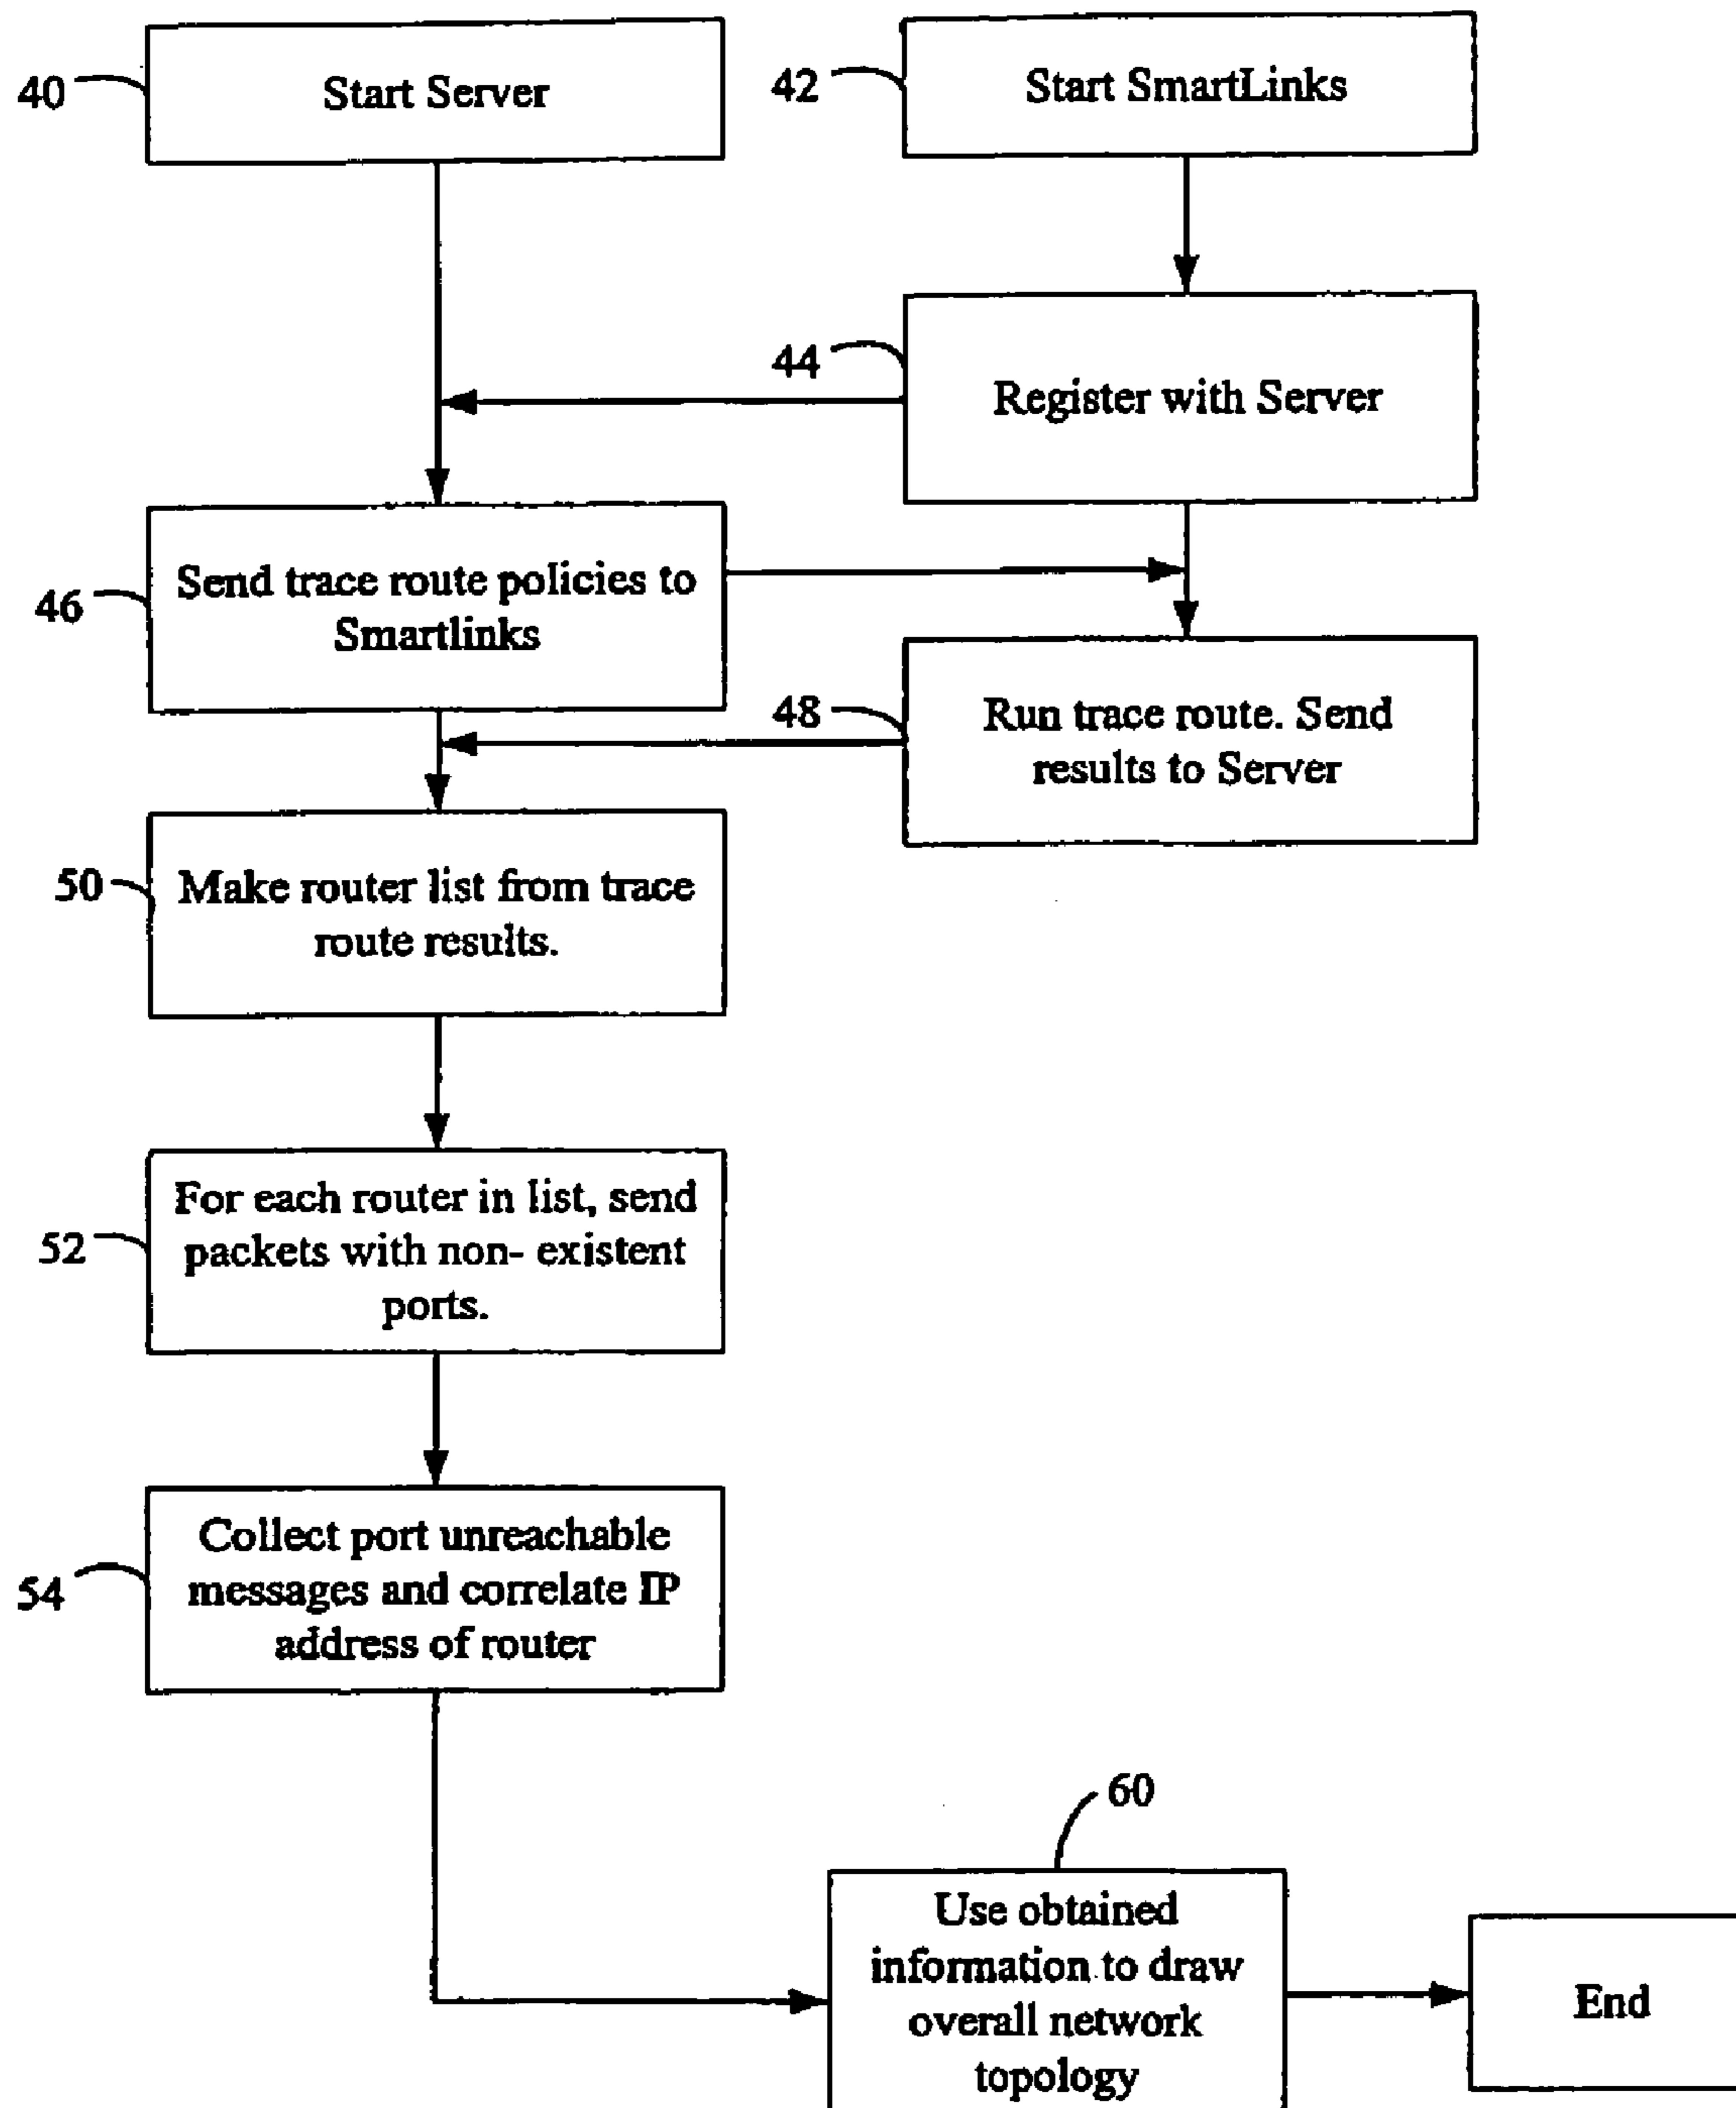 40
Start Server
42
Start SmartLinks
44
Register with Server
46
Send trace route policies to
Smartlinks
48
Run trace route. Send
results to Server
50
Make router list from trace
route results.
52
For each router in list, send
packets with non- existent
ports.
54
Collect port unreachable
messages and correlate IP
address of router
60
Use obtained
information to draw
overall network
topology
End